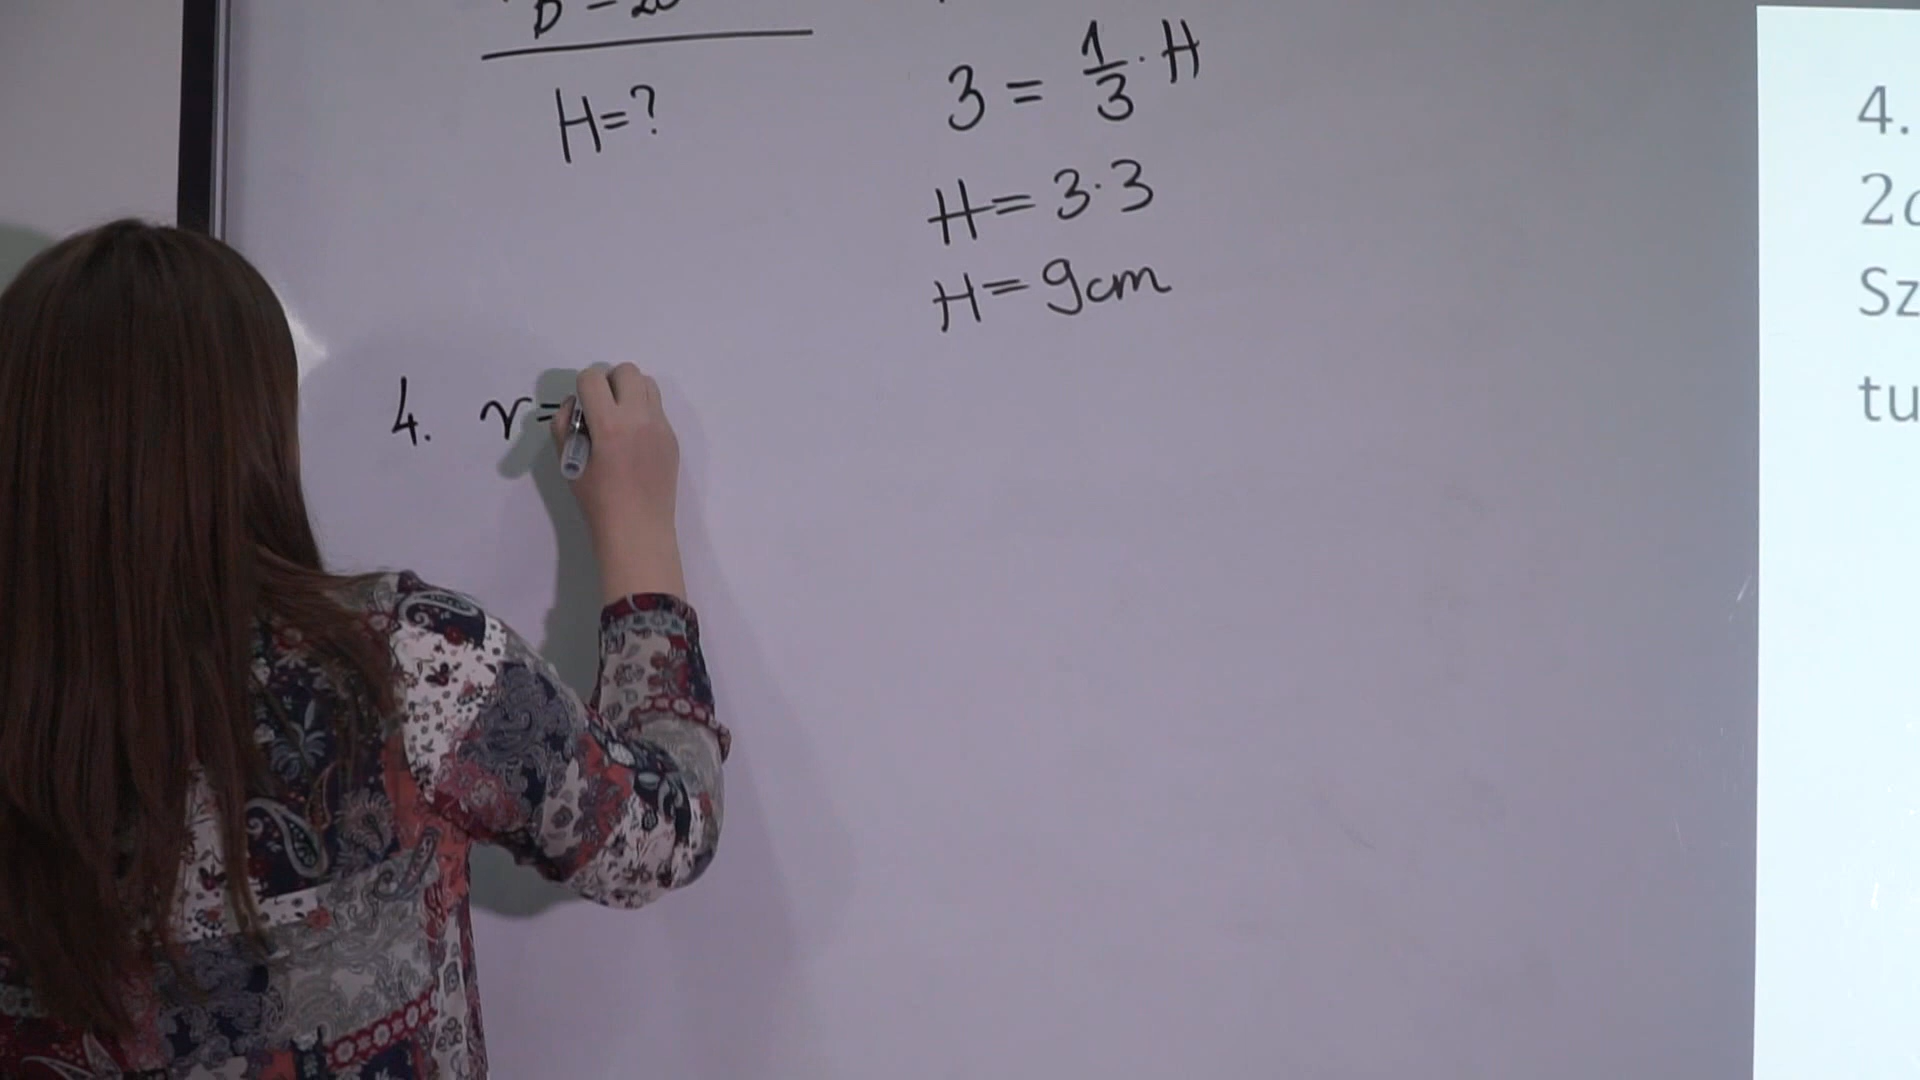 H=?
3 = 1/3 · H
H = 3·3
H = 9cm
4. r=
4.
2c
Sz
tu